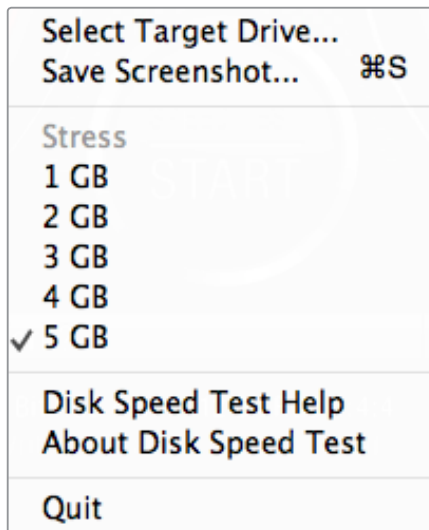 Select Target Drive...
Save Screenshot... ⌘S
Stress
START
1 GB
2 GB
3 GB
4 GB
✓ 5 GB
Disk Speed Test Help
About Disk Speed Test
Quit